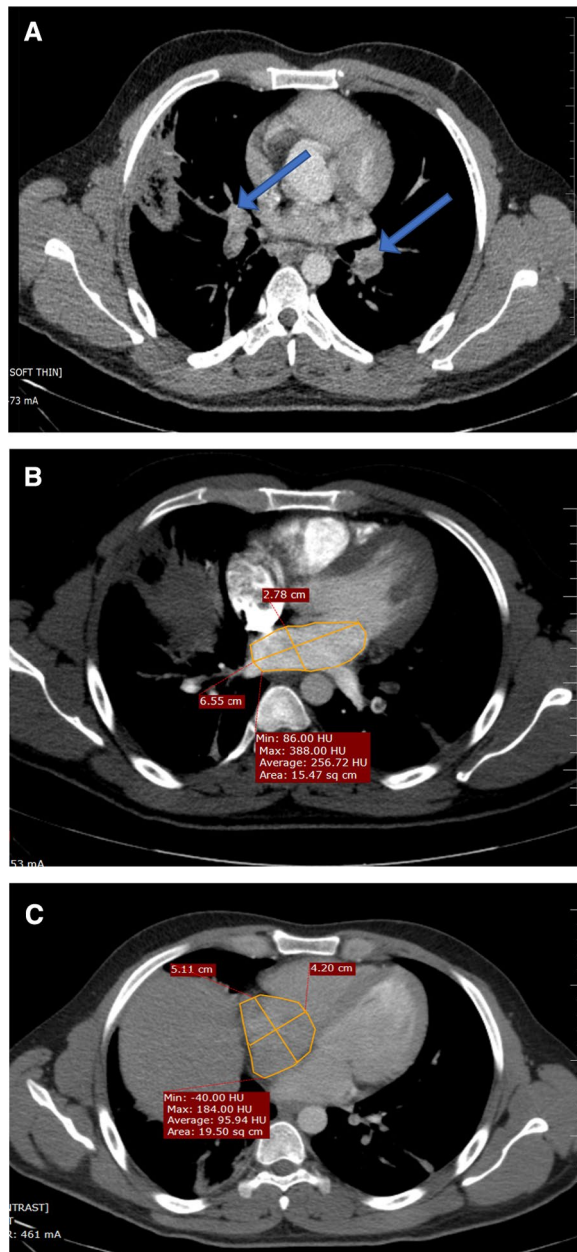 A
[SOFT THIN]
73 mA
B
2.78 cm
6.55 cm
Min: 86.00 HU
Max: 388.00 HU
Average: 256.72 HU
Area: 15.47 sq cm
53 mA
C
5.11 cm
4.20 cm
Min: -40.00 HU
Max: 184.00 HU
Average: 95.94 HU
Area: 19.50 sq cm
NTRAST]
T
R: 461 mA